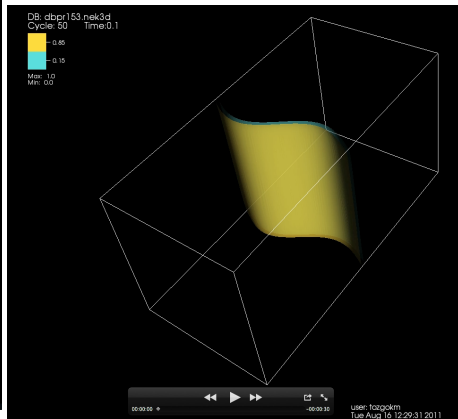 DB: dbpr153.nek3d
Cycle: 50 Time:0.1
0.85
0.15
Max: 1.0
Min: 0.0
00:00:00
-00:00:30
user: tazgokm
Tue Aug 16 12:29:31 2011